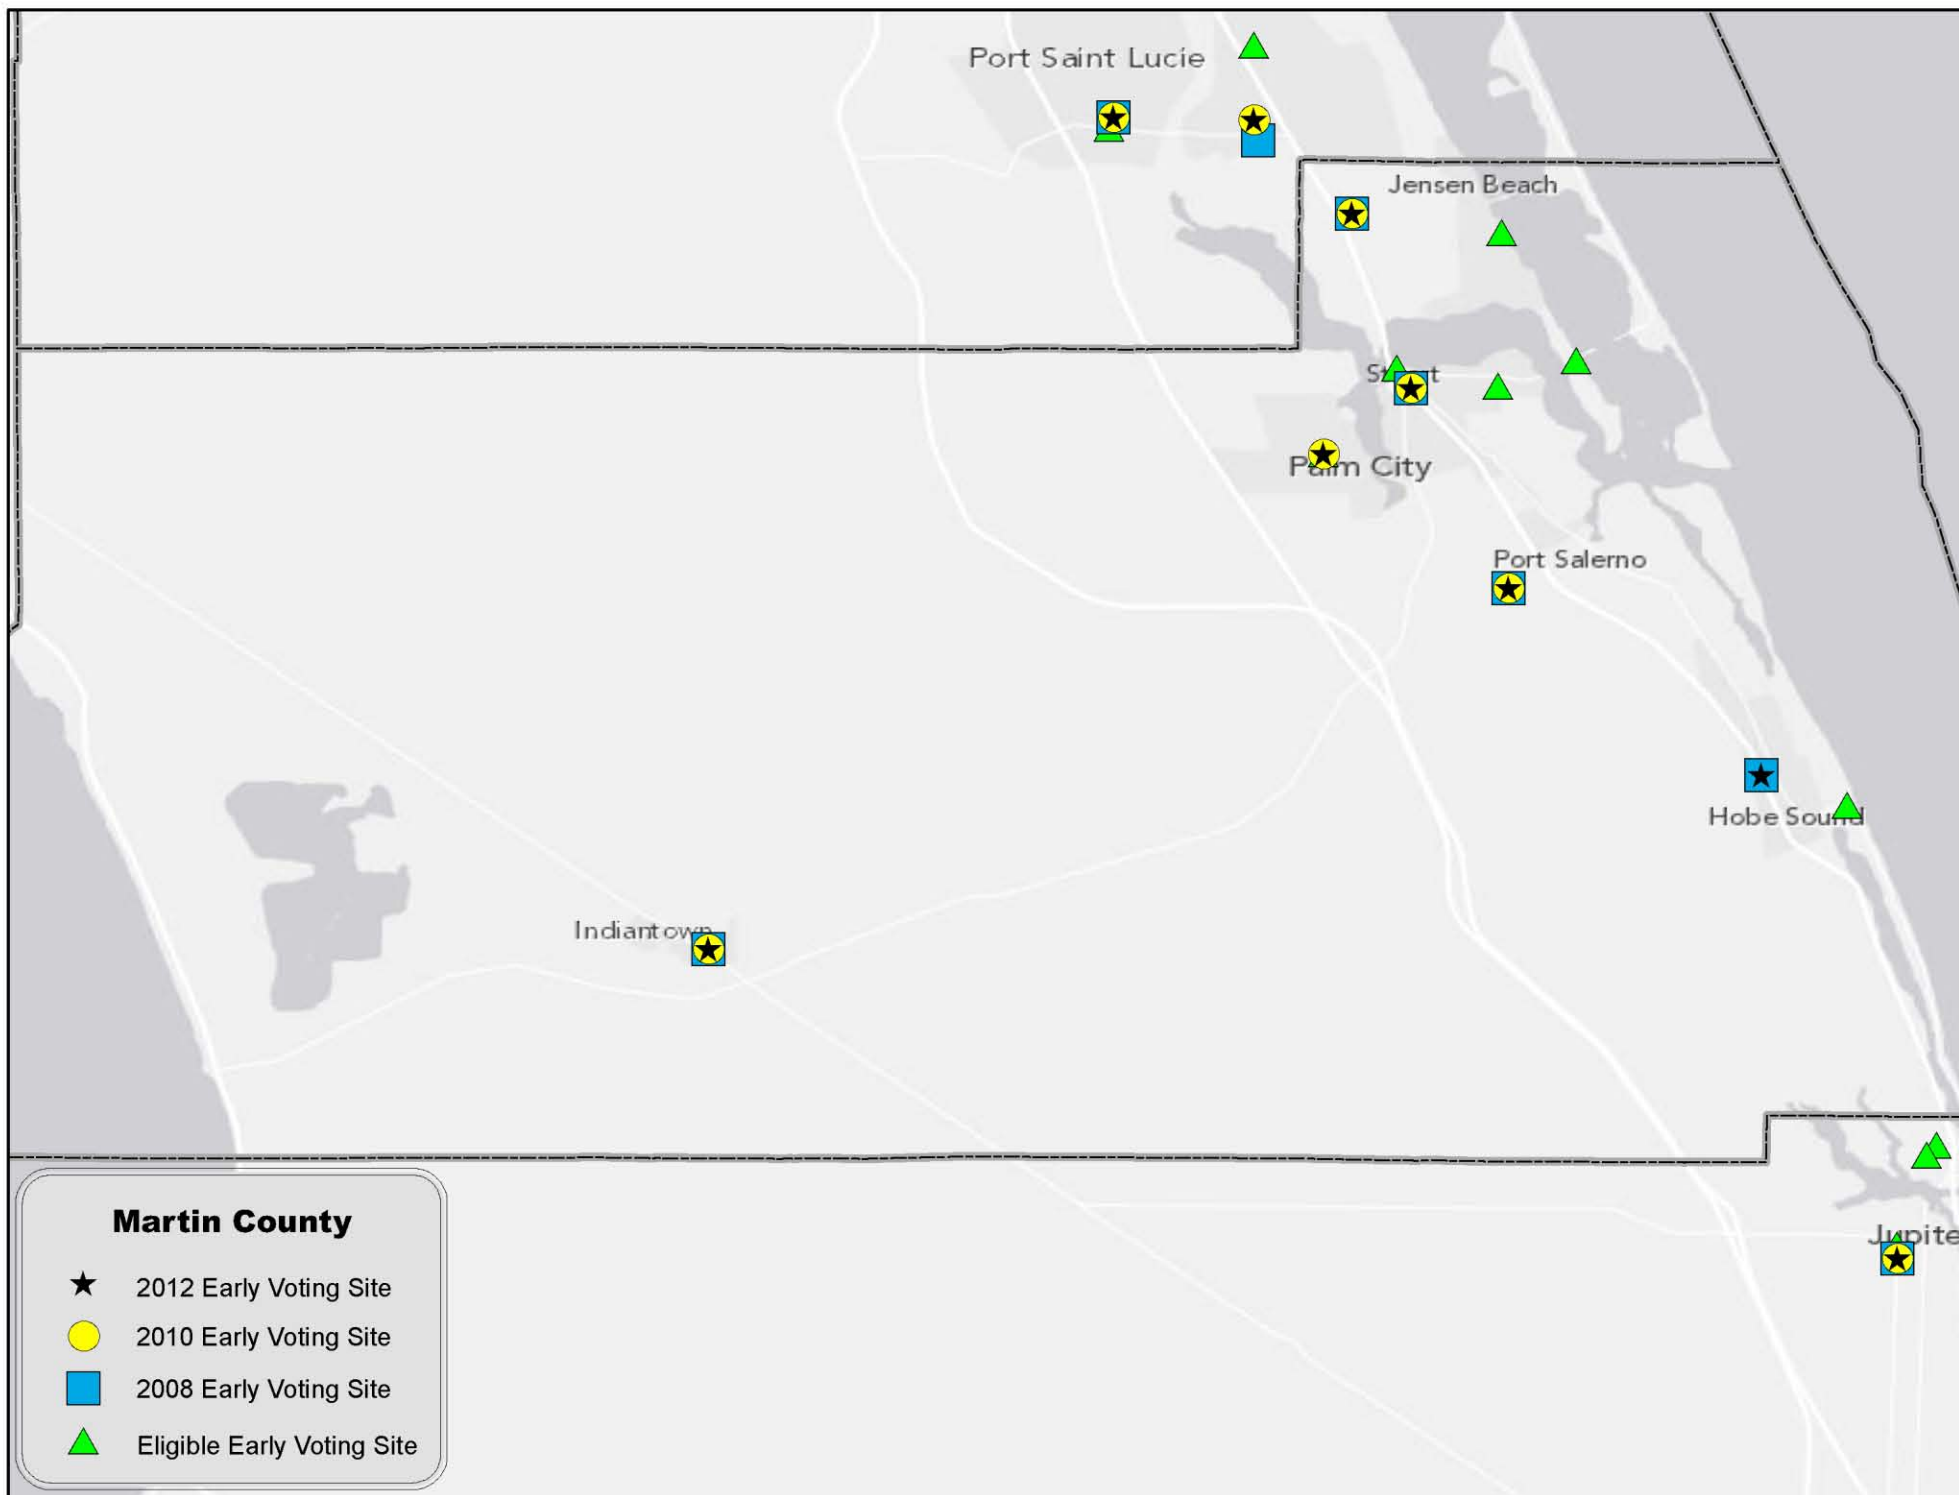 Port Saint Lucie
Jensen Beach
Palm City
Port Salerno
Hobe Sound
Indiantown
Martin County
2012 Early Voting Site
2010 Early Voting Site
2008 Early Voting Site
Eligible Early Voting Site
Jupite